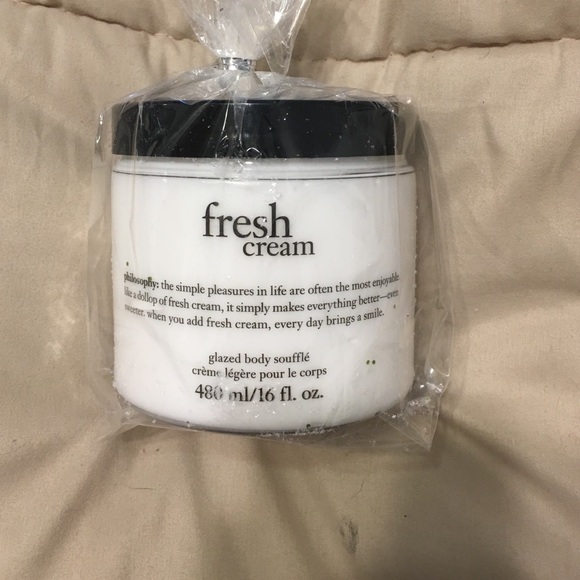 fresh
cream
philosophy: the simple pleasures in life are often the most enjoyable.
like a dollop of fresh cream, it simply makes everything better—even
sweeter. when you add fresh cream, every day brings a smile.
glazed body soufflé
crème légère pour le corps
480 ml/16 fl. oz.